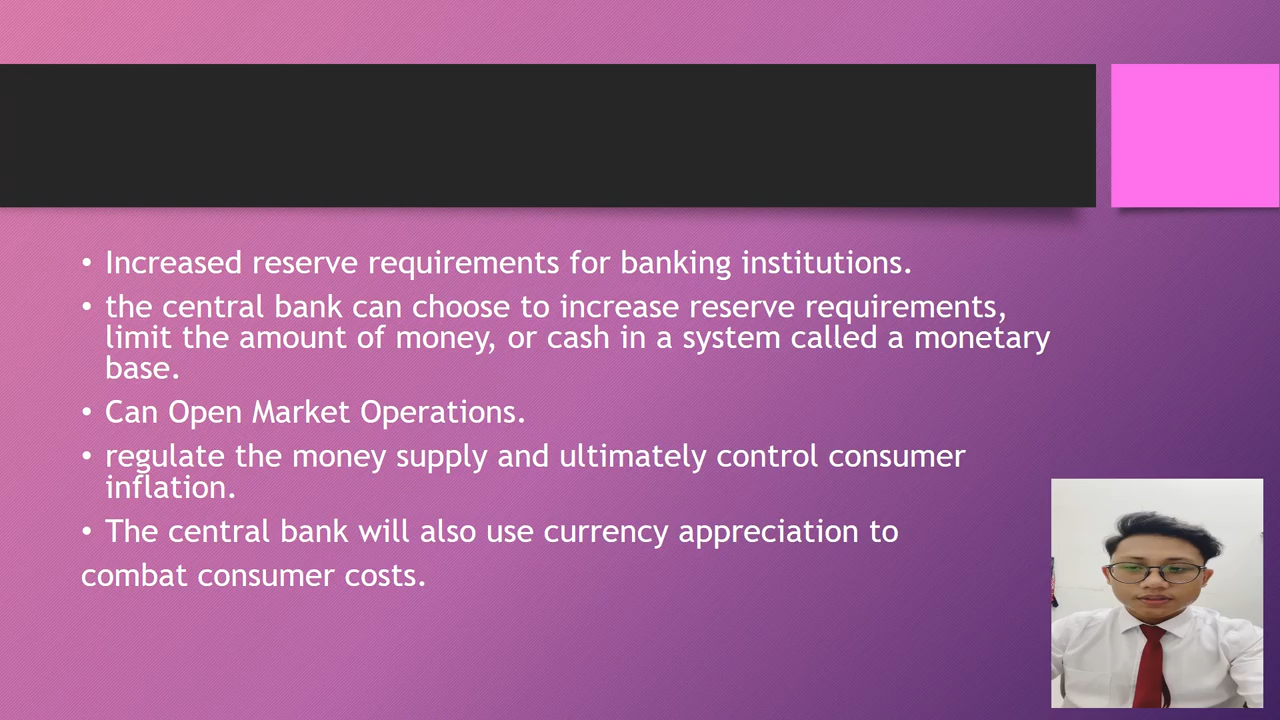 • Increased reserve requirements for banking institutions.
• the central bank can choose to increase reserve requirements,
limit the amount of money, or cash in a system called a monetary
base.
• Can Open Market Operations.
• regulate the money supply and ultimately control consumer
inflation.
• The central bank will also use currency appreciation to
combat consumer costs.